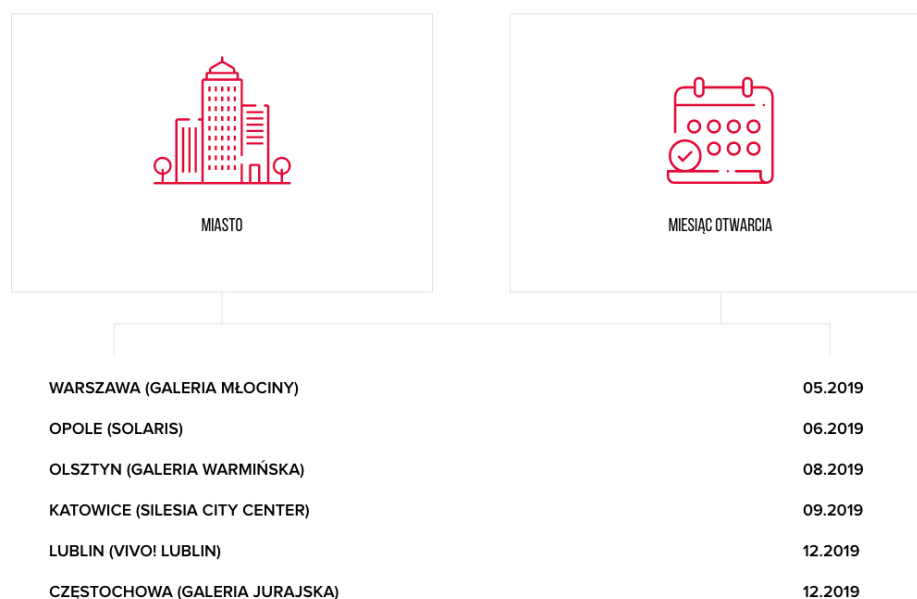 MIASTO
MIESIĄC OTWARCIA
WARSZAWA (GALERIA MŁOCINY) 05.2019
OPOLE (SOLARIS) 06.2019
OLSZTYN (GALERIA WARMIŃSKA) 08.2019
KATOWICE (SILESIA CITY CENTER) 09.2019
LUBLIN (VIVO! LUBLIN) 12.2019
CZĘSTOCHOWA (GALERIA JURAJSKA) 12.2019